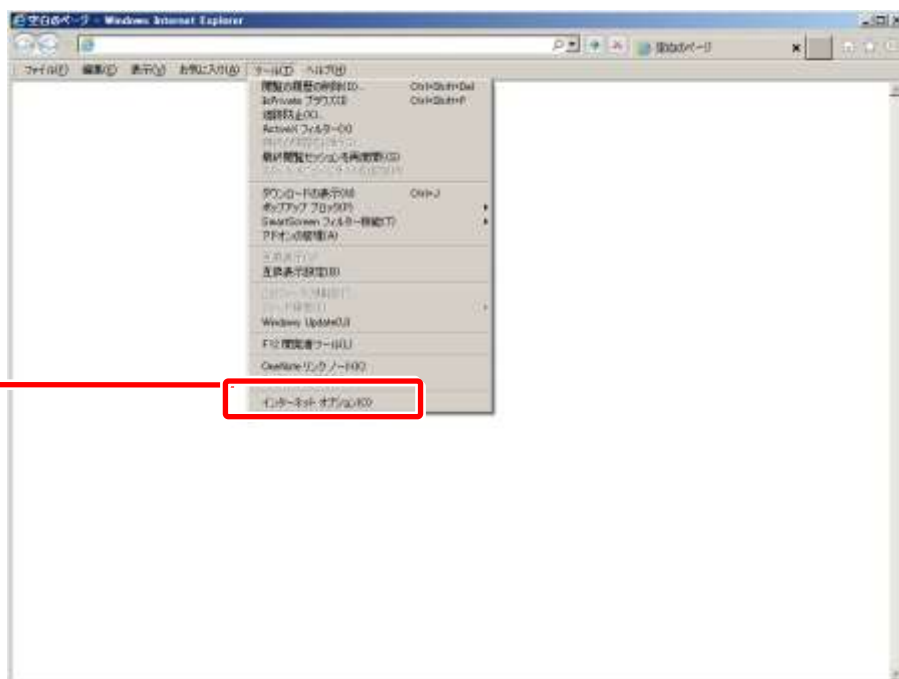 空白のページ - Windows Internet Explorer
空白のページ
ファイル(F) 編集(E) 表示(V) お気に入り(A) ツール(T) ヘルプ(H)
閲覧の履歴の削除(D)... Ctrl+Shift+Del
InPrivate ブラウズ(I) Ctrl+Shift+P
追跡防止(K)...
ActiveX フィルター(X)
最終閲覧セッションを再度開く(S)
ダウンロードの表示(N) Ctrl+J
ポップアップ ブロック(P)
SmartScreen フィルター機能(T)
アドオンの管理(A)
互換表示(V)
互換表示設定(B)
Windows Update(U)
F12 開発者ツール(L)
OneNote リンク ノート(K)
インターネット オプション(O)